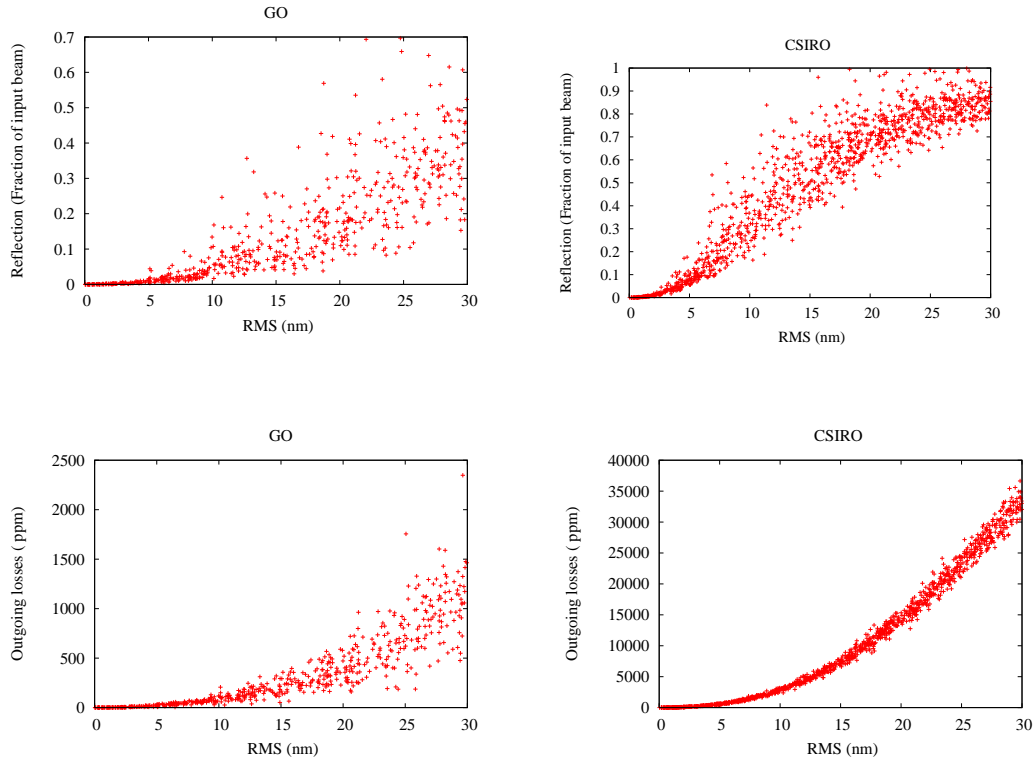 GO
Reflection (Fraction of input beam)
0.7
0.6
0.5
0.4
0.3
0.2
0.1
0
0 5 10 15 20 25 30
RMS (nm)
CSIRO
Reflection (Fraction of input beam)
1
0.9
0.8
0.7
0.6
0.5
0.4
0.3
0.2
0.1
0
0 5 10 15 20 25 30
RMS (nm)
GO
Outgoing losses ( ppm)
2500
2000
1500
1000
500
0
0 5 10 15 20 25 30
RMS (nm)
CSIRO
Outgoing losses ( ppm)
40000
35000
30000
25000
20000
15000
10000
5000
0
0 5 10 15 20 25 30
RMS (nm)